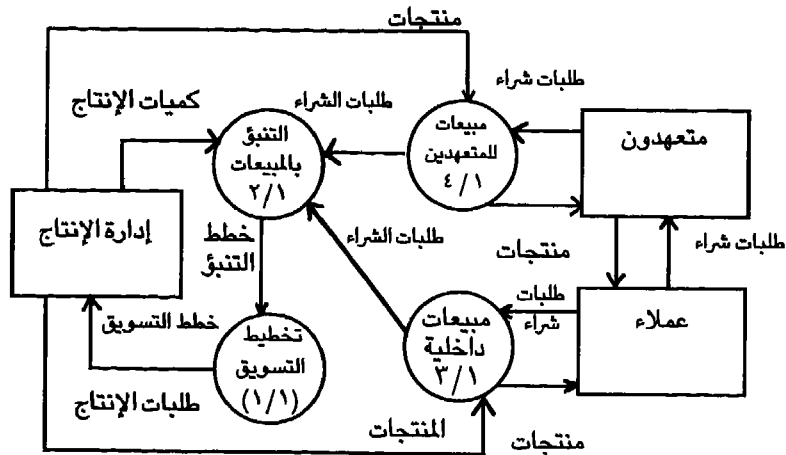 منتجات
طلبات شراء
كميات الإنتاج
طلبات الشراء
متعهدون
مبيعات
للمتعهدين
٤/١
التنبؤ
بالمبيعات
٢/١
إدارة الإنتاج
خطط
التنبؤ
طلبات الشراء
منتجات
طلبات شراء
طلبات
شراء
عملاء
مبيعات
داخلية
٣/١
خطط التسويق
تخطيط
التسويق
(١/١)
طلبات الإنتاج
المنتجات
منتجات